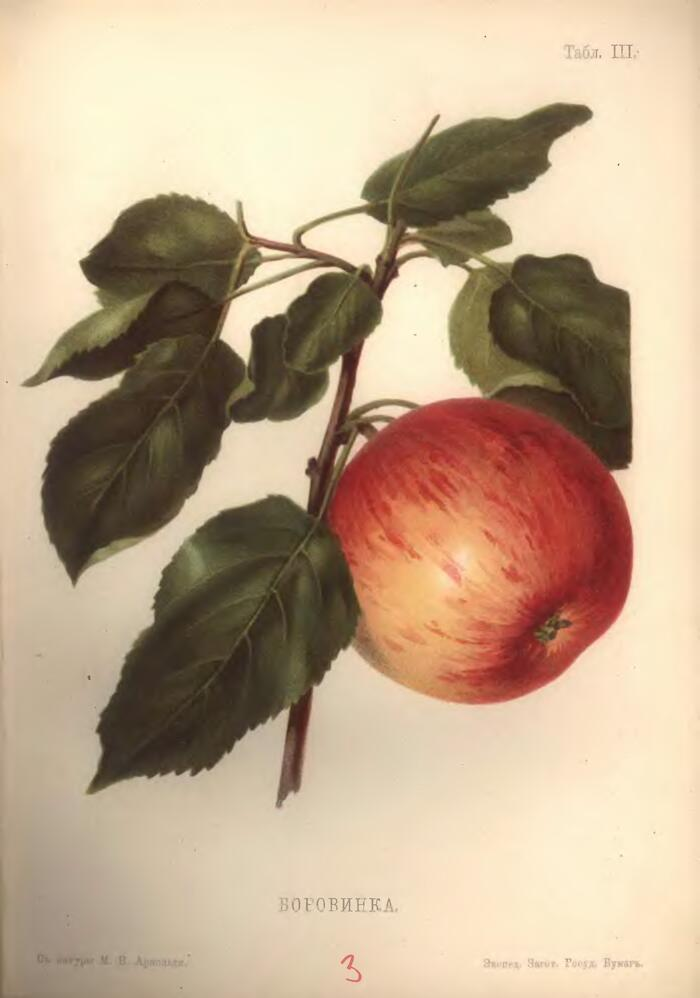 Табл. III.
БОРОВИНКА.
Съ натуры М. В. Арнольди.
3
Экспед. Загот. Госуд. Бумагъ.